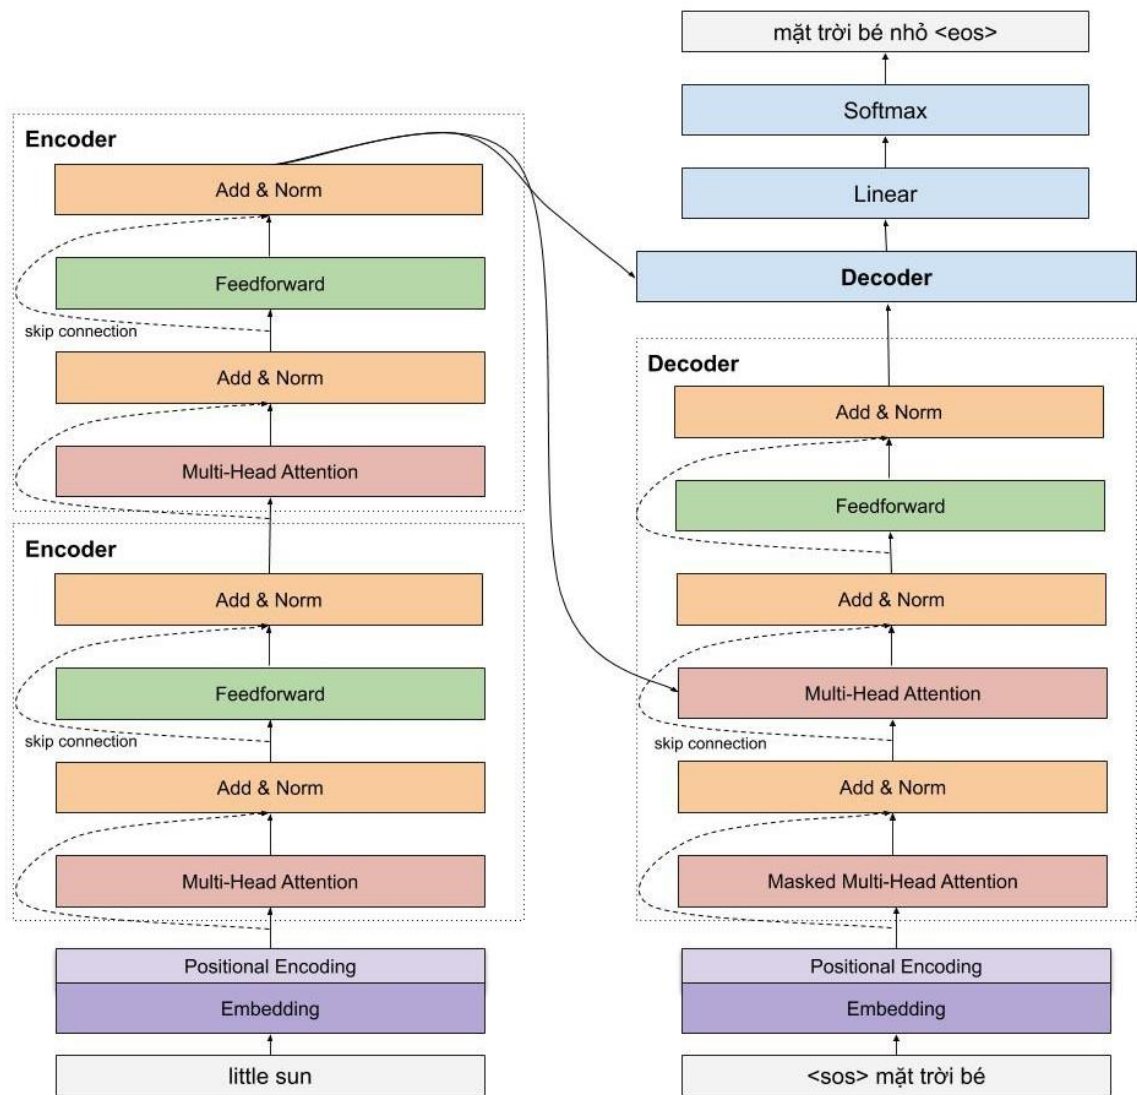 Encoder
Add & Norm
Feedforward
skip connection
Add & Norm
Multi-Head Attention
Encoder
Add & Norm
Feedforward
skip connection
Add & Norm
Multi-Head Attention
Positional Encoding
Embedding
little sun
mặt trời bé nhỏ <eos>
Softmax
Linear
Decoder
Decoder
Add & Norm
Feedforward
Add & Norm
Multi-Head Attention
skip connection
Add & Norm
Masked Multi-Head Attention
Positional Encoding
Embedding
<sos> mặt trời bé